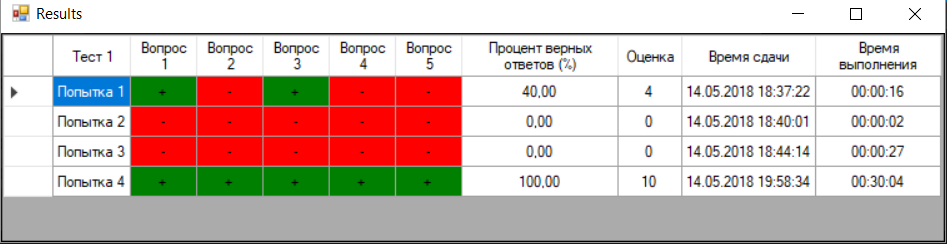 Results
Тест 1 Вопрос 1 Вопрос 2 Вопрос 3 Вопрос 4 Вопрос 5 Процент верных ответов (%) Оценка Время сдачи Время выполнения
Попытка 1 + - + - - 40,00 4 14.05.2018 18:37:22 00:00:16
Попытка 2 - - - - - 0,00 0 14.05.2018 18:40:01 00:00:02
Попытка 3 - - - - - 0,00 0 14.05.2018 18:44:14 00:00:27
Попытка 4 + + + + + 100,00 10 14.05.2018 19:58:34 00:30:04